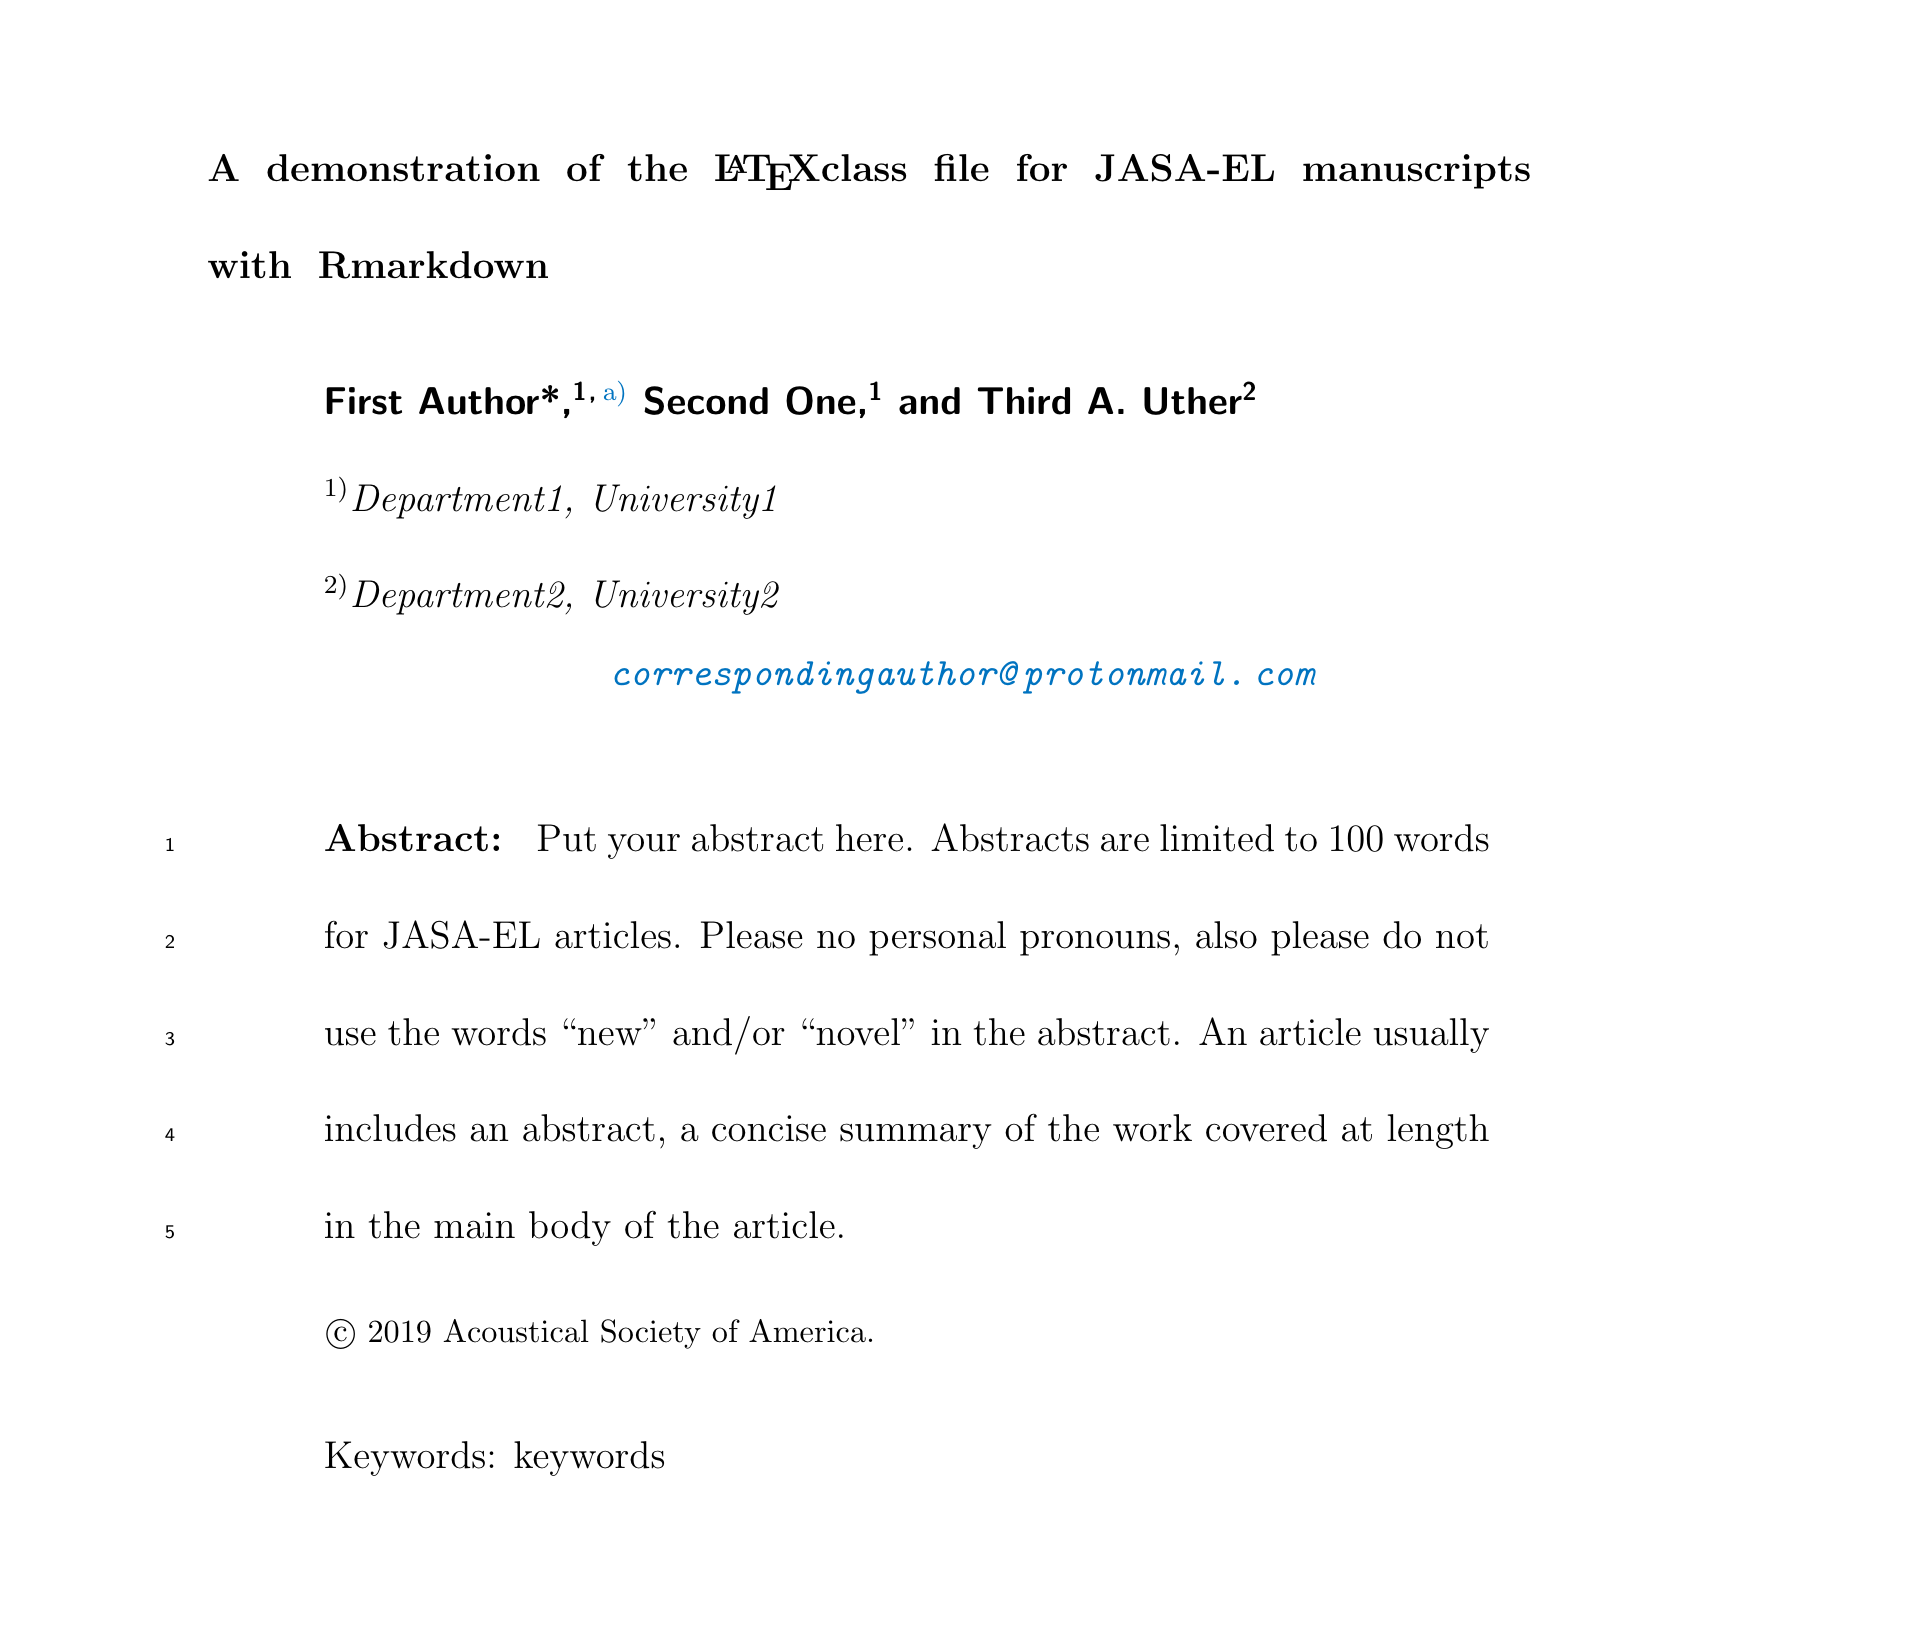 A demonstration of the LATEXclass file for JASA-EL manuscripts
with Rmarkdown
First Author*,1, a) Second One,1 and Third A. Uther2
1)Department1, University1
2)Department2, University2
correspondingauthor@protonmail.com
1 Abstract: Put your abstract here. Abstracts are limited to 100 words
2 for JASA-EL articles. Please no personal pronouns, also please do not
3 use the words “new” and/or “novel” in the abstract. An article usually
4 includes an abstract, a concise summary of the work covered at length
5 in the main body of the article.
© 2019 Acoustical Society of America.
Keywords: keywords